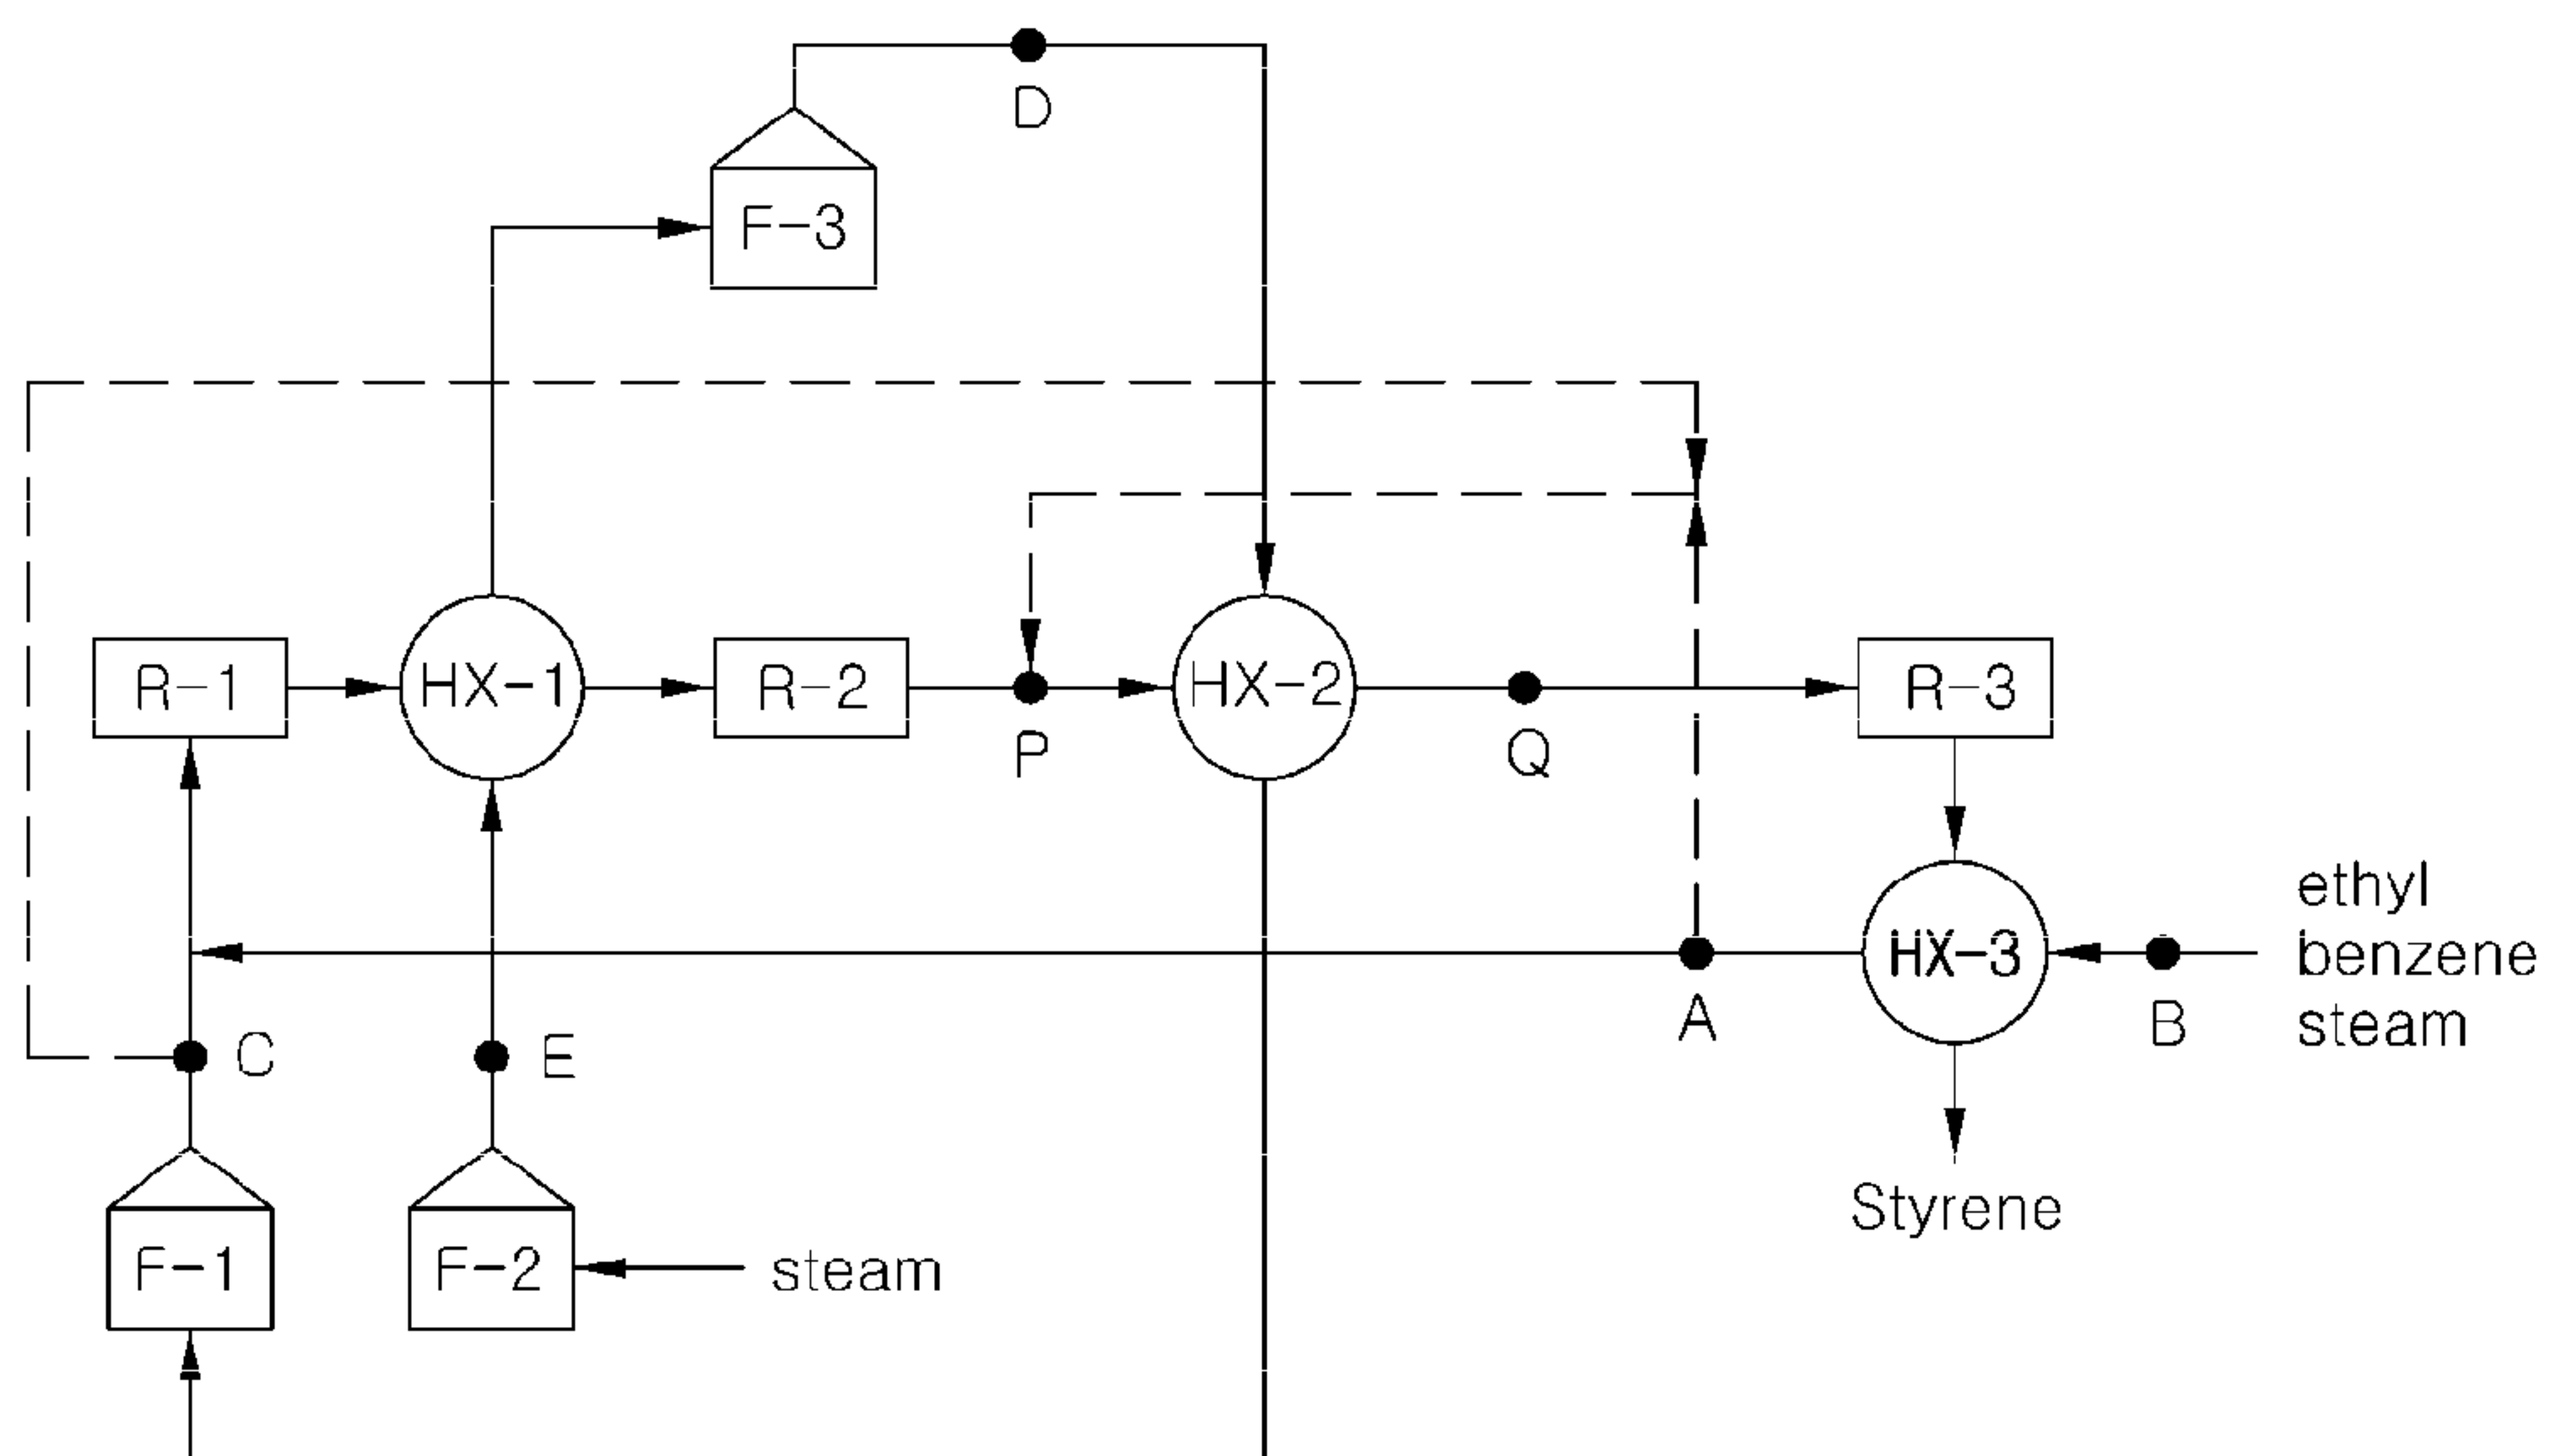 D
F-3
R-1
HX-1
R-2
HX-2
R-3
P
Q
ethyl
benzene
steam
HX-3
A
B
C
E
Styrene
F-1
F-2
steam